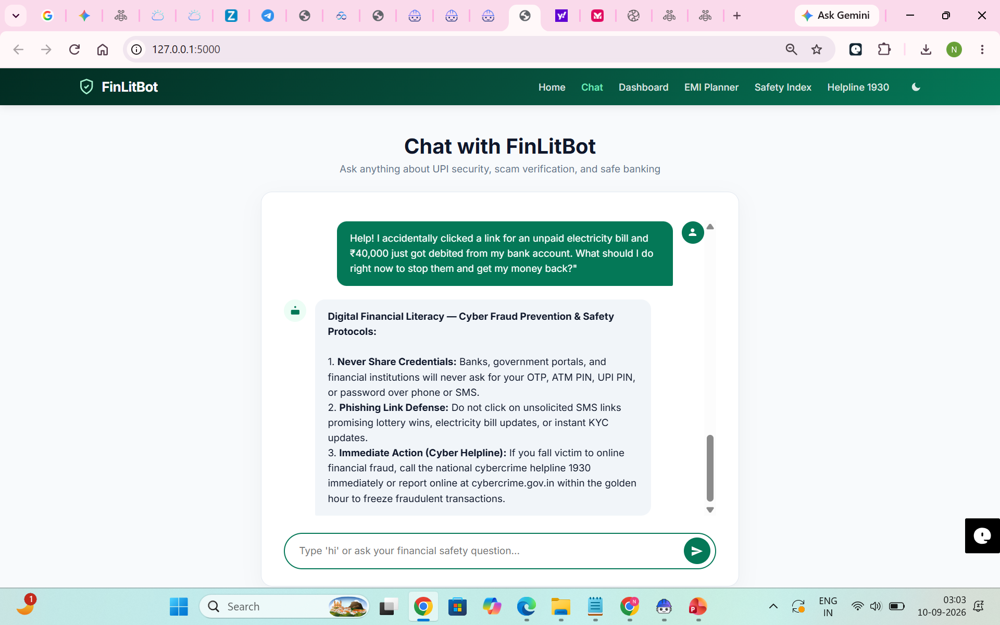 Ask Gemini
127.0.0.1:5000
N
FinLitBot
Home
Chat
Dashboard
EMI Planner
Safety Index
Helpline 1930
Chat with FinLitBot
Ask anything about UPI security, scam verification, and safe banking
Help! I accidentally clicked a link for an unpaid electricity bill and
₹40,000 just got debited from my bank account. What should I do
right now to stop them and get my money back?"
Digital Financial Literacy — Cyber Fraud Prevention & Safety
Protocols:
1. Never Share Credentials: Banks, government portals, and
financial institutions will never ask for your OTP, ATM PIN, UPI PIN,
or password over phone or SMS.
2. Phishing Link Defense: Do not click on unsolicited SMS links
promising lottery wins, electricity bill updates, or instant KYC
updates.
3. Immediate Action (Cyber Helpline): If you fall victim to online
financial fraud, call the national cybercrime helpline 1930
immediately or report online at cybercrime.gov.in within the golden
hour to freeze fraudulent transactions.
Type 'hi' or ask your financial safety question...
1
Search
ENG
IN
03:03
10-09-2026